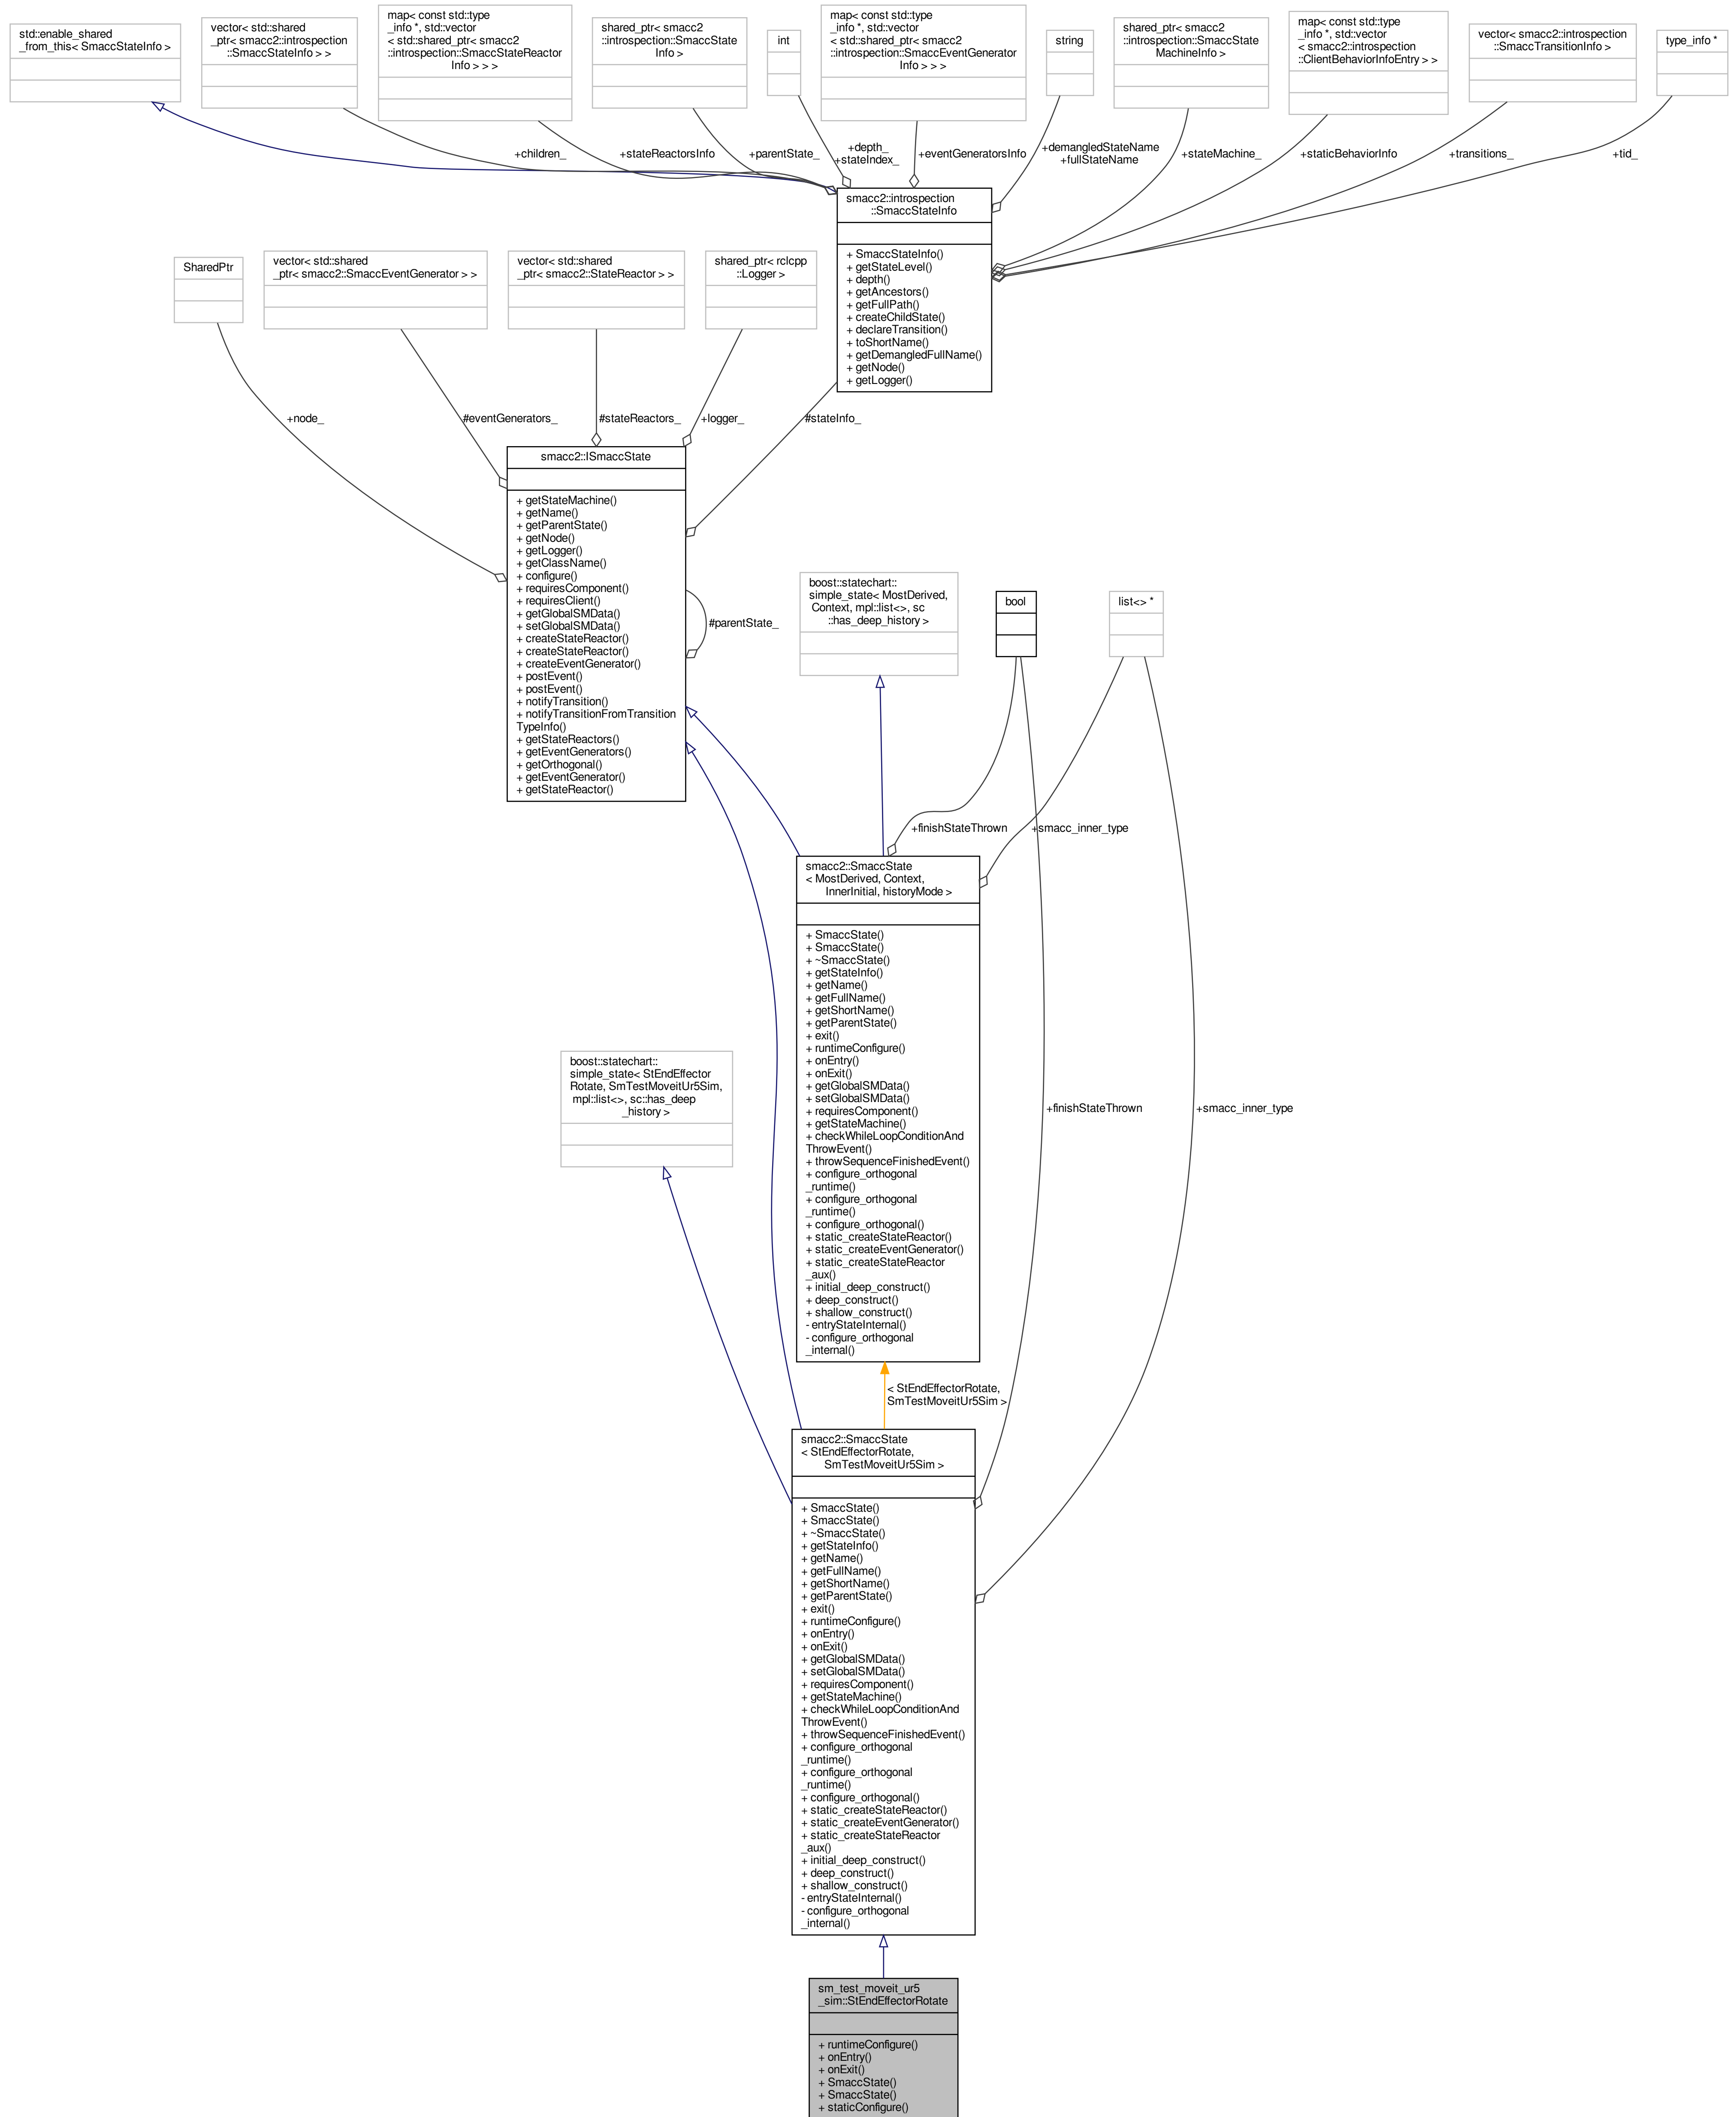 std::enable_shared
_from_this< SmaccStateInfo >
vector< std::shared
_ptr< smacc2::introspection
::SmaccStateInfo > >
map< const std::type
_info *, std::vector
< std::shared_ptr< smacc2
::introspection::SmaccStateReactor
Info > > >
shared_ptr< smacc2
::introspection::SmaccState
Info >
int
map< const std::type
_info *, std::vector
< std::shared_ptr< smacc2
::introspection::SmaccEventGenerator
Info > > >
string
shared_ptr< smacc2
::introspection::SmaccState
MachineInfo >
map< const std::type
_info *, std::vector
< smacc2::introspection
::ClientBehaviorInfoEntry > >
vector< smacc2::introspection
::SmaccTransitionInfo >
type_info *
+children_
+stateReactorsInfo
+parentState_
+depth_
+stateIndex_
+eventGeneratorsInfo
+demangledStateName
+fullStateName
+stateMachine_
+staticBehaviorInfo
+transitions_
+tid_
smacc2::introspection
::SmaccStateInfo
+ SmaccStateInfo()
+ getStateLevel()
+ depth()
+ getAncestors()
+ getFullPath()
+ createChildState()
+ declareTransition()
+ toShortName()
+ getDemangledFullName()
+ getNode()
+ getLogger()
SharedPtr
vector< std::shared
_ptr< smacc2::SmaccEventGenerator > >
vector< std::shared
_ptr< smacc2::StateReactor > >
shared_ptr< rclcpp
::Logger >
+node_
#eventGenerators_
#stateReactors_
+logger_
#stateInfo_
smacc2::ISmaccState
+ getStateMachine()
+ getName()
+ getParentState()
+ getNode()
+ getLogger()
+ getClassName()
+ configure()
+ requiresComponent()
+ requiresClient()
+ getGlobalSMData()
+ setGlobalSMData()
+ createStateReactor()
+ createStateReactor()
+ createEventGenerator()
+ postEvent()
+ postEvent()
+ notifyTransition()
+ notifyTransitionFromTransition
TypeInfo()
+ getStateReactors()
+ getEventGenerators()
+ getOrthogonal()
+ getEventGenerator()
+ getStateReactor()
#parentState_
boost::statechart::
simple_state< MostDerived,
Context, mpl::list<>, sc
::has_deep_history >
bool
list<> *
+finishStateThrown
+smacc_inner_type
smacc2::SmaccState
< MostDerived, Context,
InnerInitial, historyMode >
+ SmaccState()
+ SmaccState()
+ ~SmaccState()
+ getStateInfo()
+ getName()
+ getFullName()
+ getShortName()
+ getParentState()
+ exit()
+ runtimeConfigure()
+ onEntry()
+ onExit()
+ getGlobalSMData()
+ setGlobalSMData()
+ requiresComponent()
+ getStateMachine()
+ checkWhileLoopConditionAnd
ThrowEvent()
+ throwSequenceFinishedEvent()
+ configure_orthogonal
_runtime()
+ configure_orthogonal
_runtime()
+ configure_orthogonal()
+ static_createStateReactor()
+ static_createEventGenerator()
+ static_createStateReactor
_aux()
+ initial_deep_construct()
+ deep_construct()
+ shallow_construct()
- entryStateInternal()
- configure_orthogonal
_internal()
boost::statechart::
simple_state< StEndEffector
Rotate, SmTestMoveitUr5Sim,
mpl::list<>, sc::has_deep
_history >
+finishStateThrown
+smacc_inner_type
< StEndEffectorRotate,
SmTestMoveitUr5Sim >
smacc2::SmaccState
< StEndEffectorRotate,
SmTestMoveitUr5Sim >
+ SmaccState()
+ SmaccState()
+ ~SmaccState()
+ getStateInfo()
+ getName()
+ getFullName()
+ getShortName()
+ getParentState()
+ exit()
+ runtimeConfigure()
+ onEntry()
+ onExit()
+ getGlobalSMData()
+ setGlobalSMData()
+ requiresComponent()
+ getStateMachine()
+ checkWhileLoopConditionAnd
ThrowEvent()
+ throwSequenceFinishedEvent()
+ configure_orthogonal
_runtime()
+ configure_orthogonal
_runtime()
+ configure_orthogonal()
+ static_createStateReactor()
+ static_createEventGenerator()
+ static_createStateReactor
_aux()
+ initial_deep_construct()
+ deep_construct()
+ shallow_construct()
- entryStateInternal()
- configure_orthogonal
_internal()
sm_test_moveit_ur5
_sim::StEndEffectorRotate
+ runtimeConfigure()
+ onEntry()
+ onExit()
+ SmaccState()
+ SmaccState()
+ staticConfigure()